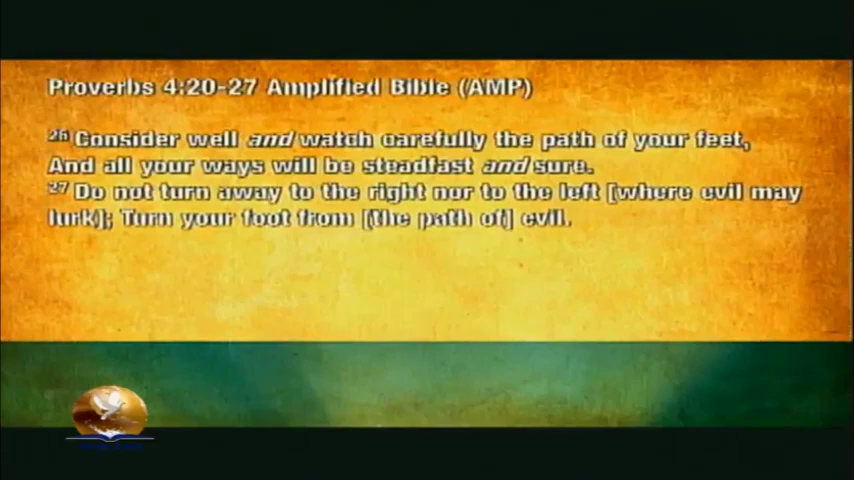 Proverbs 4:20-27 Amplified Bible (AMP)
26 Consider well and watch carefully the path of your feet,
And all your ways will be steadfast and sure.
27 Do not turn away to the right nor to the left [where evil may
lurk]; Turn your foot from [the path of] evil.